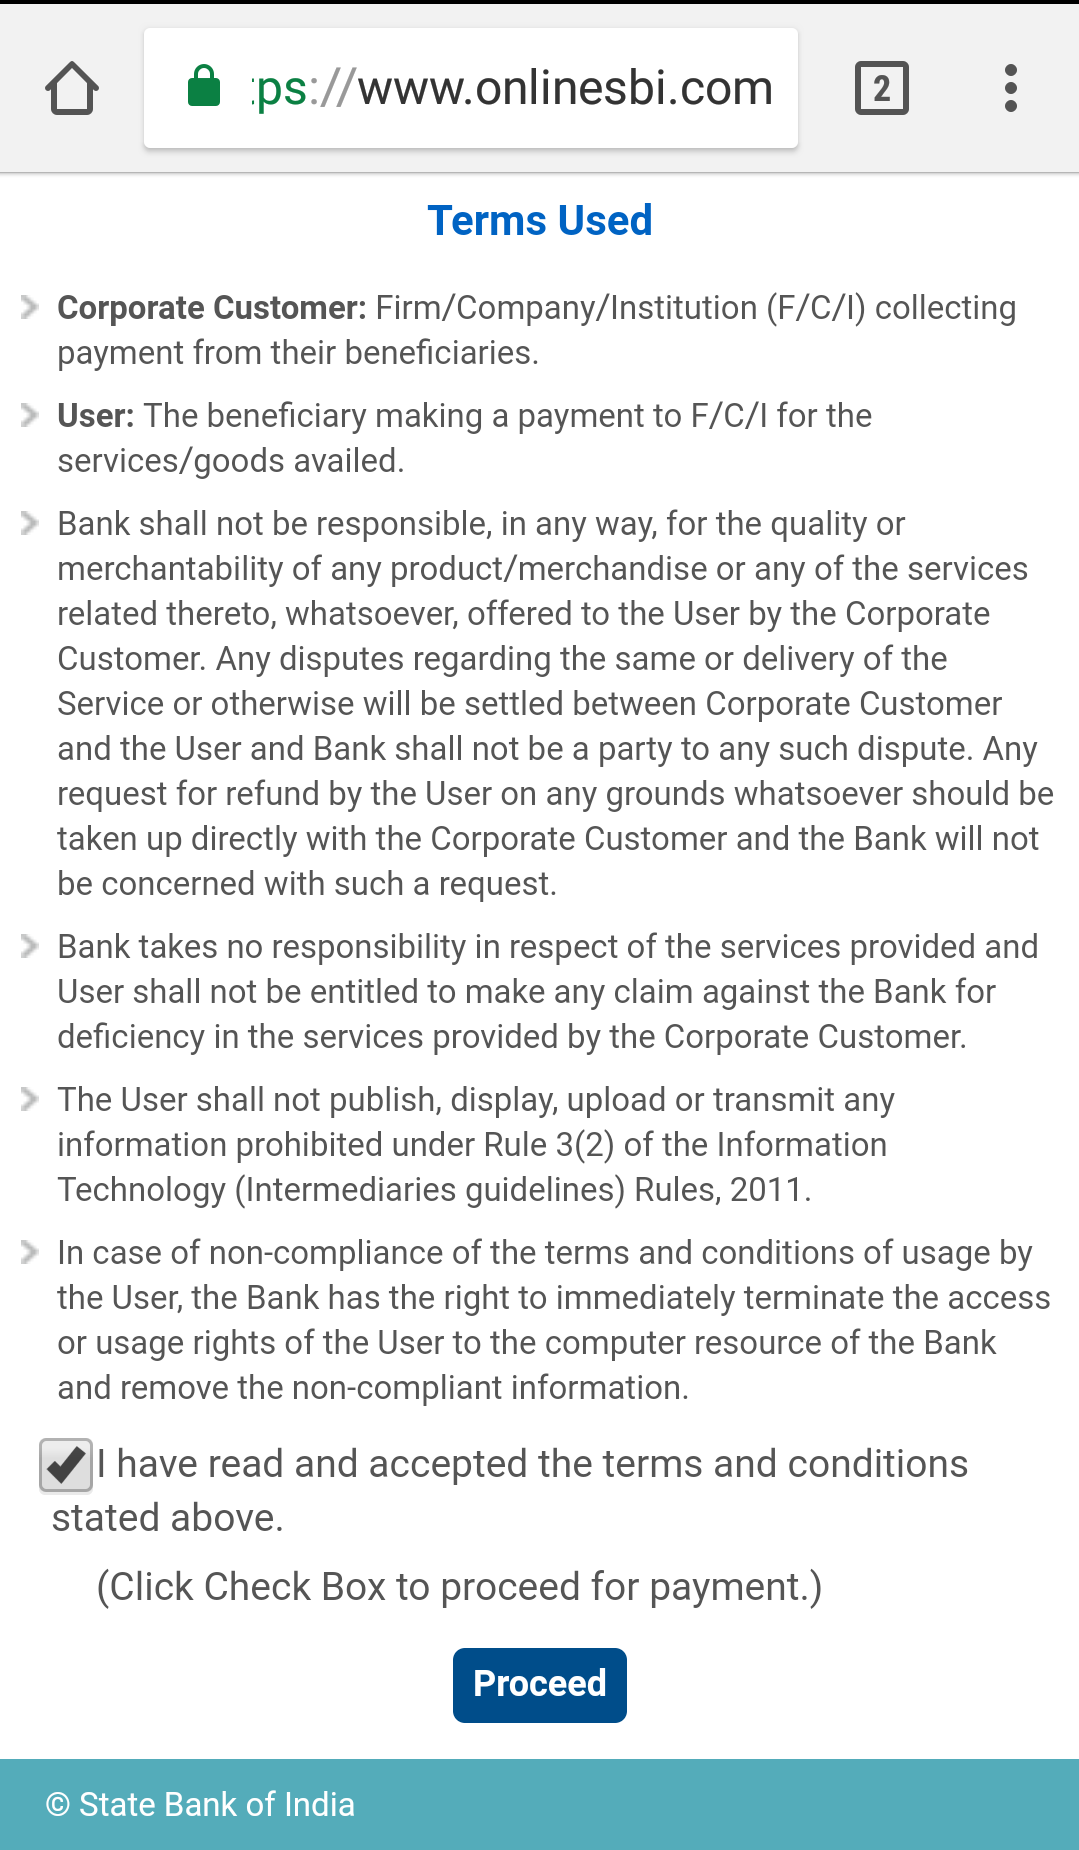 :ps://www.onlinesbi.com
2
Terms Used
Corporate Customer: Firm/Company/Institution (F/C/I) collecting
payment from their beneficiaries.
User: The beneficiary making a payment to F/C/I for the
services/goods availed.
Bank shall not be responsible, in any way, for the quality or
merchantability of any product/merchandise or any of the services
related thereto, whatsoever, offered to the User by the Corporate
Customer. Any disputes regarding the same or delivery of the
Service or otherwise will be settled between Corporate Customer
and the User and Bank shall not be a party to any such dispute. Any
request for refund by the User on any grounds whatsoever should be
taken up directly with the Corporate Customer and the Bank will not
be concerned with such a request.
Bank takes no responsibility in respect of the services provided and
User shall not be entitled to make any claim against the Bank for
deficiency in the services provided by the Corporate Customer.
The User shall not publish, display, upload or transmit any
information prohibited under Rule 3(2) of the Information
Technology (Intermediaries guidelines) Rules, 2011.
In case of non-compliance of the terms and conditions of usage by
the User, the Bank has the right to immediately terminate the access
or usage rights of the User to the computer resource of the Bank
and remove the non-compliant information.
I have read and accepted the terms and conditions
stated above.
(Click Check Box to proceed for payment.)
Proceed
© State Bank of India